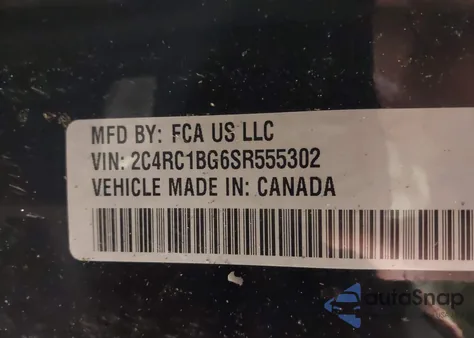 MFD BY: FCA US LLC
VIN: 2C4RC1BG6SR555302
VEHICLE MADE IN: CANADA
autoSnap